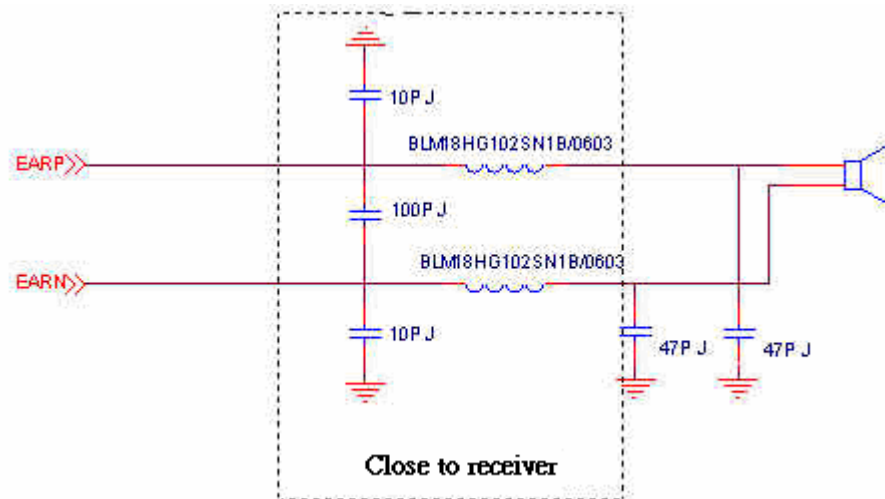 10P J
BLM18HG102SN1B/0603
EARP
100P J
BLM18HG102SN1B/0603
EARN
10P J
47P J
47P J
Close to receiver